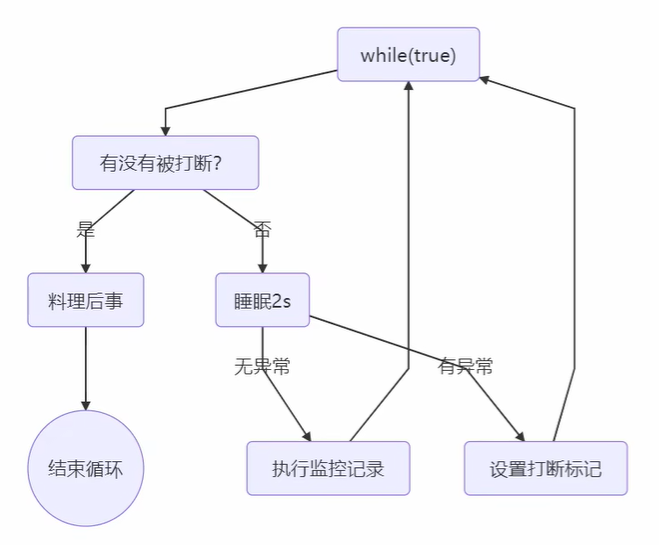 while(true)
有没有被打断?
是
否
料理后事
睡眠2s
无异常
有异常
结束循环
执行监控记录
设置打断标记